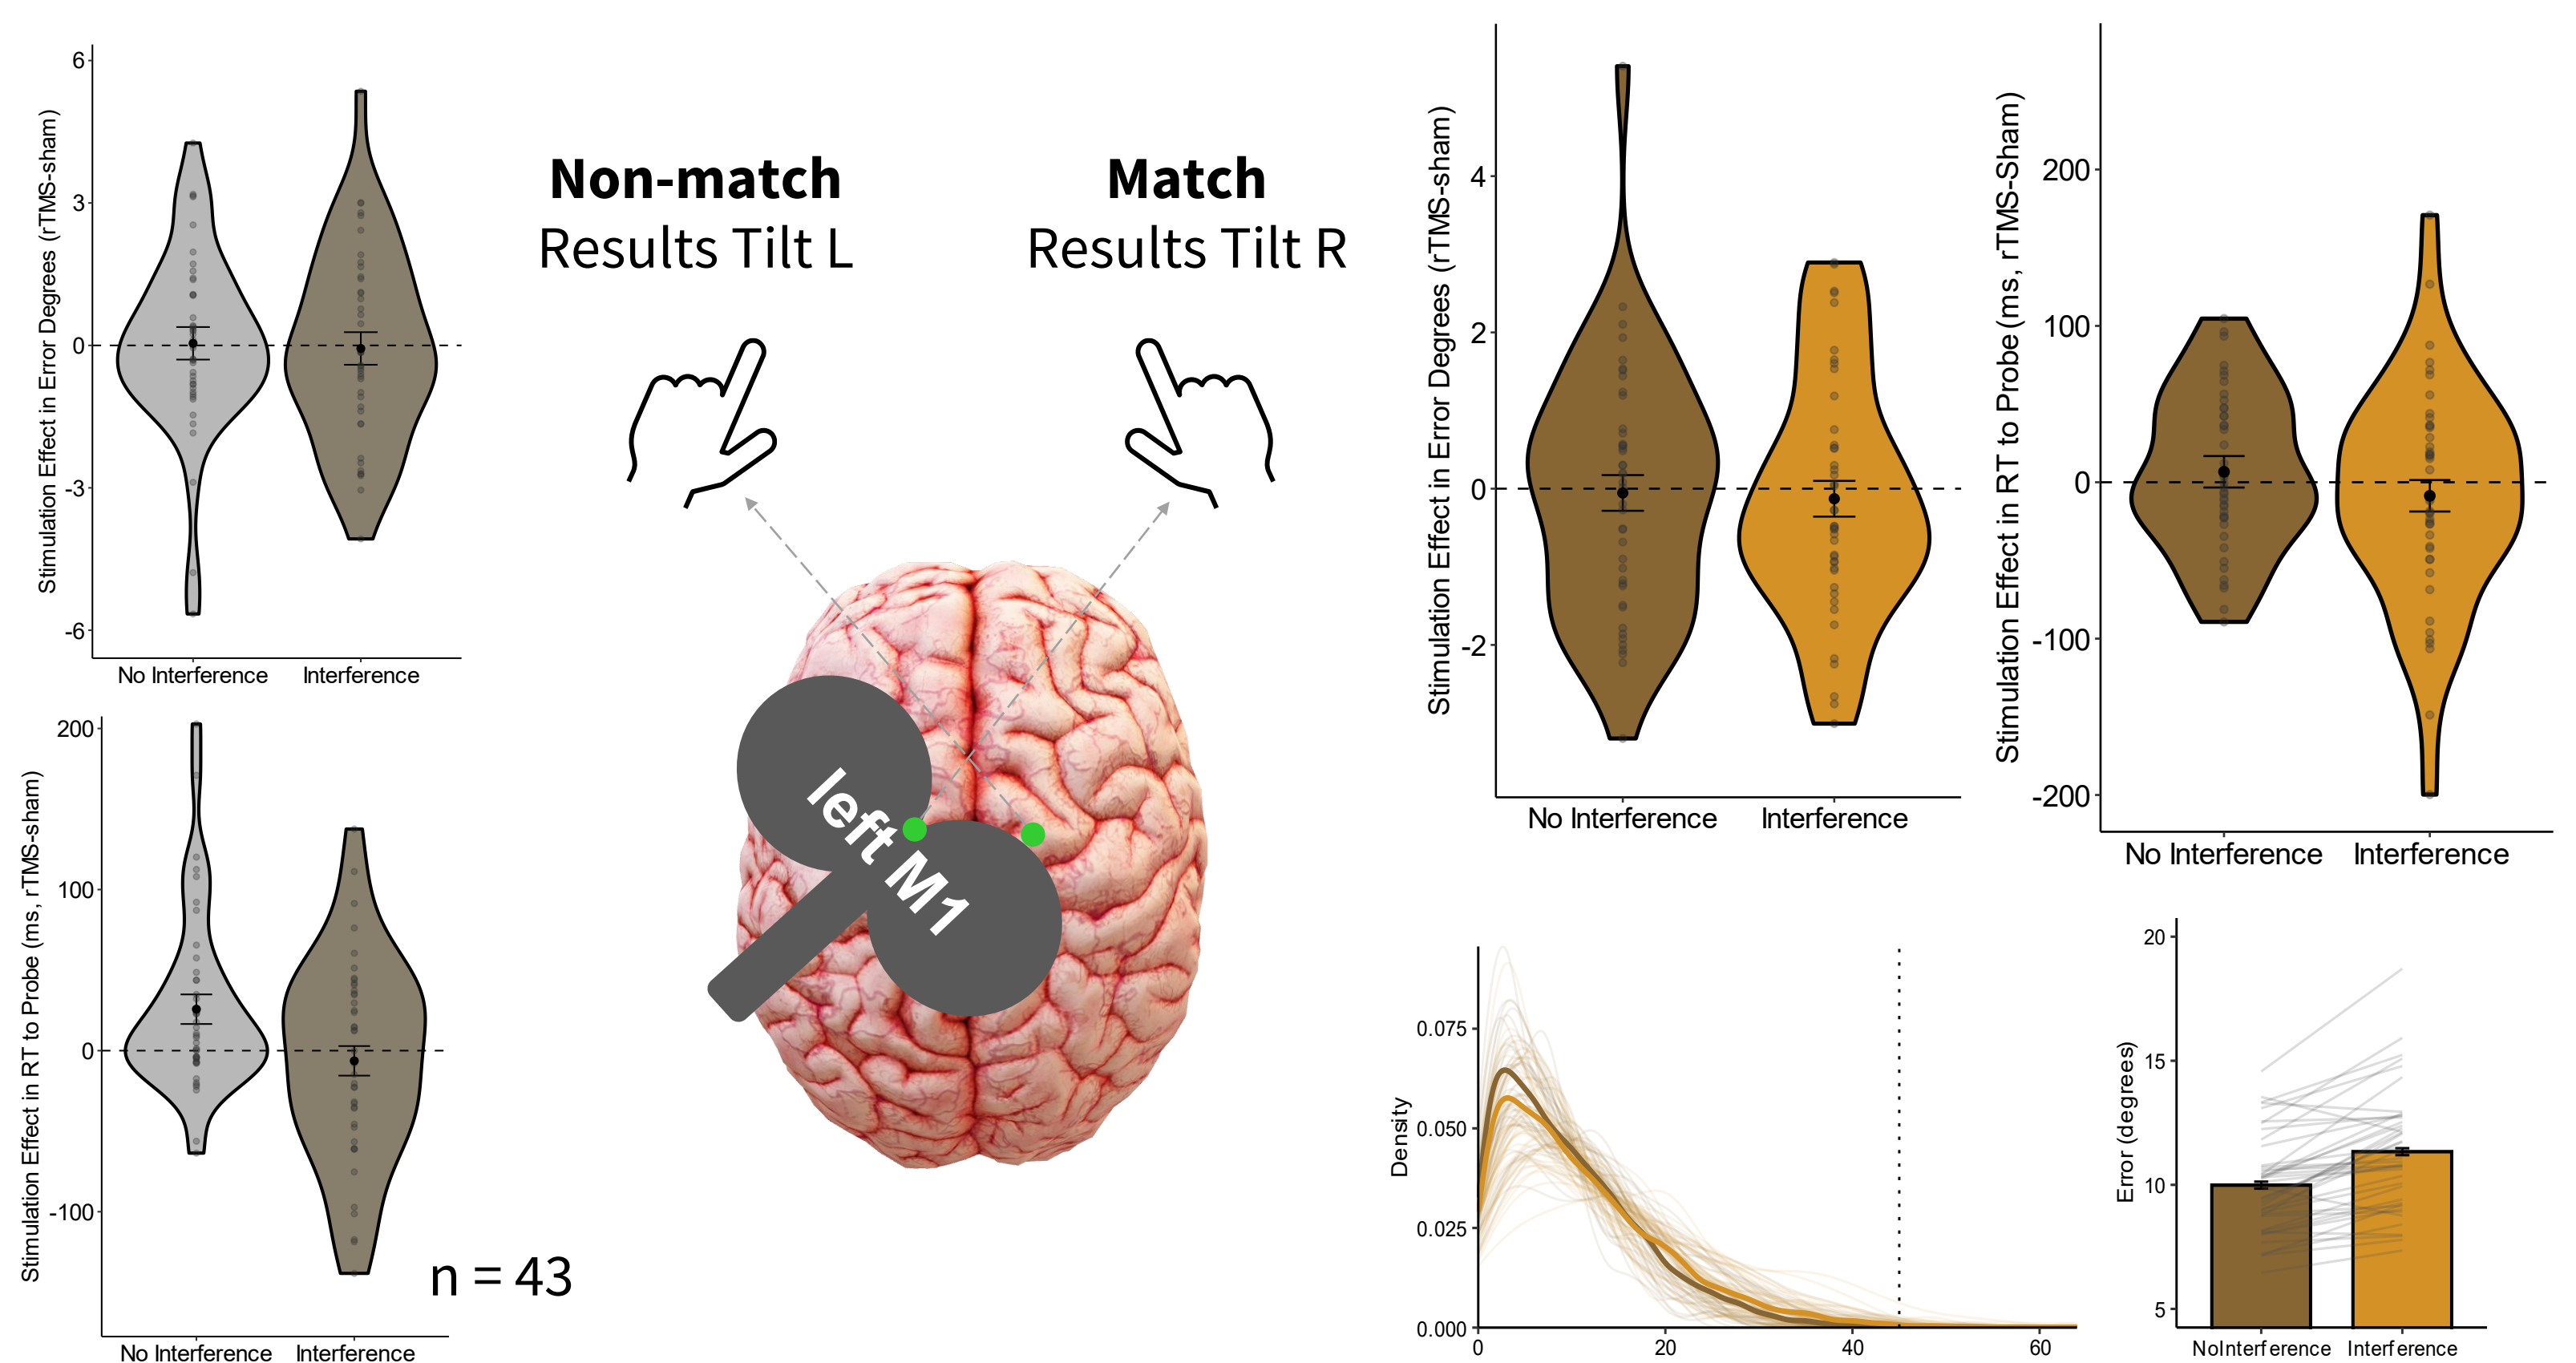 Stimulation Effect in Error Degrees (rTMS-sham)
6
3
0
-3
-6
No Interference
Interference
Stimulation Effect in RT to Probe (ms, rTMS-sham)
200
100
0
-100
No Interference
Interference
n = 43
Non-match
Results Tilt L
Match
Results Tilt R
left M1
Stimulation Effect in Error Degrees (rTMS-sham)
4
2
0
-2
No Interference
Interference
Stimulation Effect in RT to Probe (ms, rTMS-Sham)
200
100
0
-100
-200
No Interference
Interference
Density
0.075
0.050
0.025
0.000
0
20
40
60
Error (degrees)
20
15
10
5
NoInterference
Interference